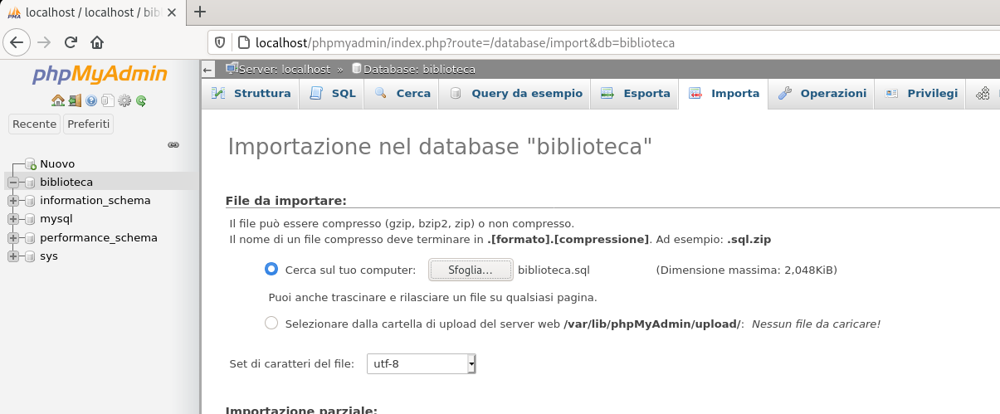 localhost / localhost / bib
localhost/phpmyadmin/index.php?route=/database/import&db=biblioteca
phpMyAdmin
Recente Preferiti
Nuovo
biblioteca
information_schema
mysql
performance_schema
sys
Server: localhost » Database: biblioteca
Struttura SQL Cerca Query da esempio Esporta Importa Operazioni Privilegi
Importazione nel database "biblioteca"
File da importare:
Il file può essere compresso (gzip, bzip2, zip) o non compresso.
Il nome di un file compresso deve terminare in .[formato].[compressione]. Ad esempio: .sql.zip
Cerca sul tuo computer: Sfoglia... biblioteca.sql (Dimensione massima: 2,048KiB)
Puoi anche trascinare e rilasciare un file su qualsiasi pagina.
Selezionare dalla cartella di upload del server web /var/lib/phpMyAdmin/upload/: Nessun file da caricare!
Set di caratteri del file: utf-8
Importazione parziale: